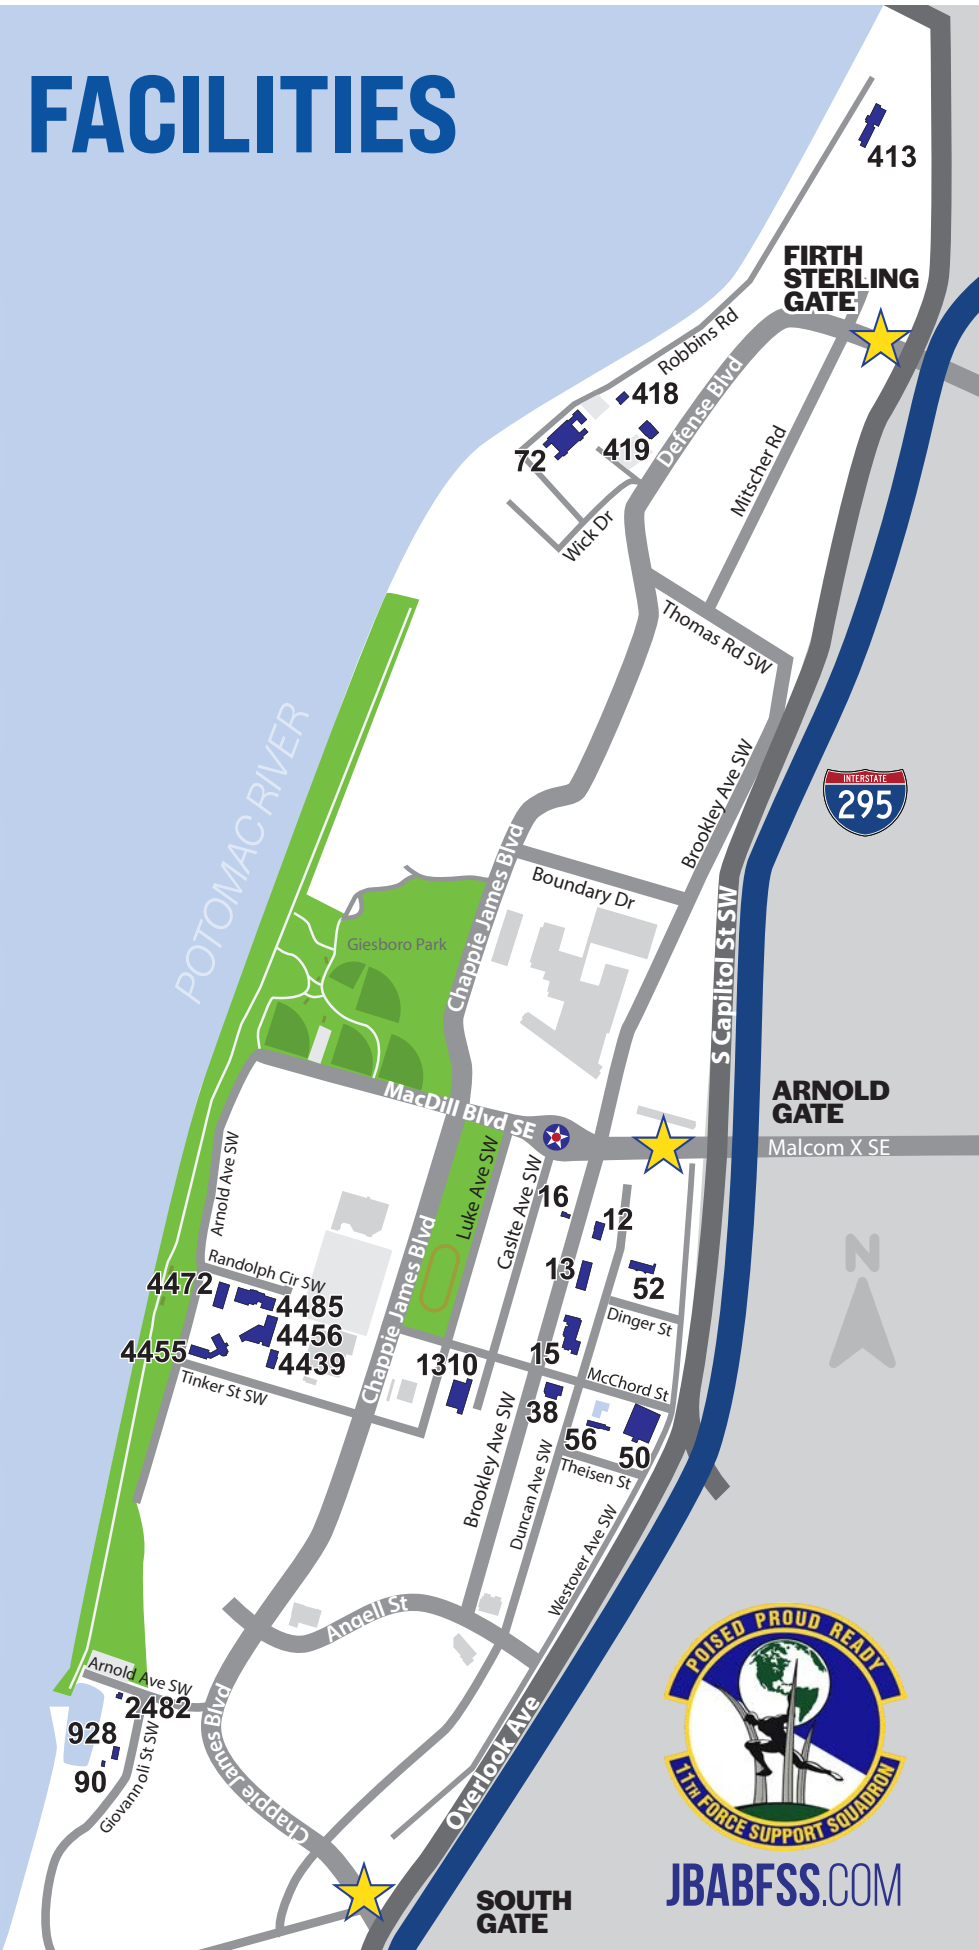 FACILITIES
413
FIRTH
STERLING
GATE
Robbins Rd
418
Defense Blvd
419
72
Mitscher Rd
Wick Dr
Thomas Rd SW
POTOMAC RIVER
Brookley Ave SW
INTERSTATE
295
Chappie James Blvd
Boundary Dr
S Capiltol St SW
Giesboro Park
MacDill Blvd SE
ARNOLD
GATE
Malcom X SE
Arnold Ave SW
Luke Ave SW
Caslte Ave SW
16
12
13
52
N
Randolph Cir SW
4472
4485
4456
4455
4439
Chappie James Blvd
Dinger St
15
1310
McChord St
Tinker St SW
38
56
50
Theisen St
Brookley Ave SW
Duncan Ave SW
Westover Ave SW
Angell St
Arnold Ave SW
2482
928
90
Giovannoli St SW
Chappie James Blvd
Overlook Ave
POISED PROUD READY
11TH FORCE SUPPORT SQUADRON
JBABFSS.COM
SOUTH
GATE